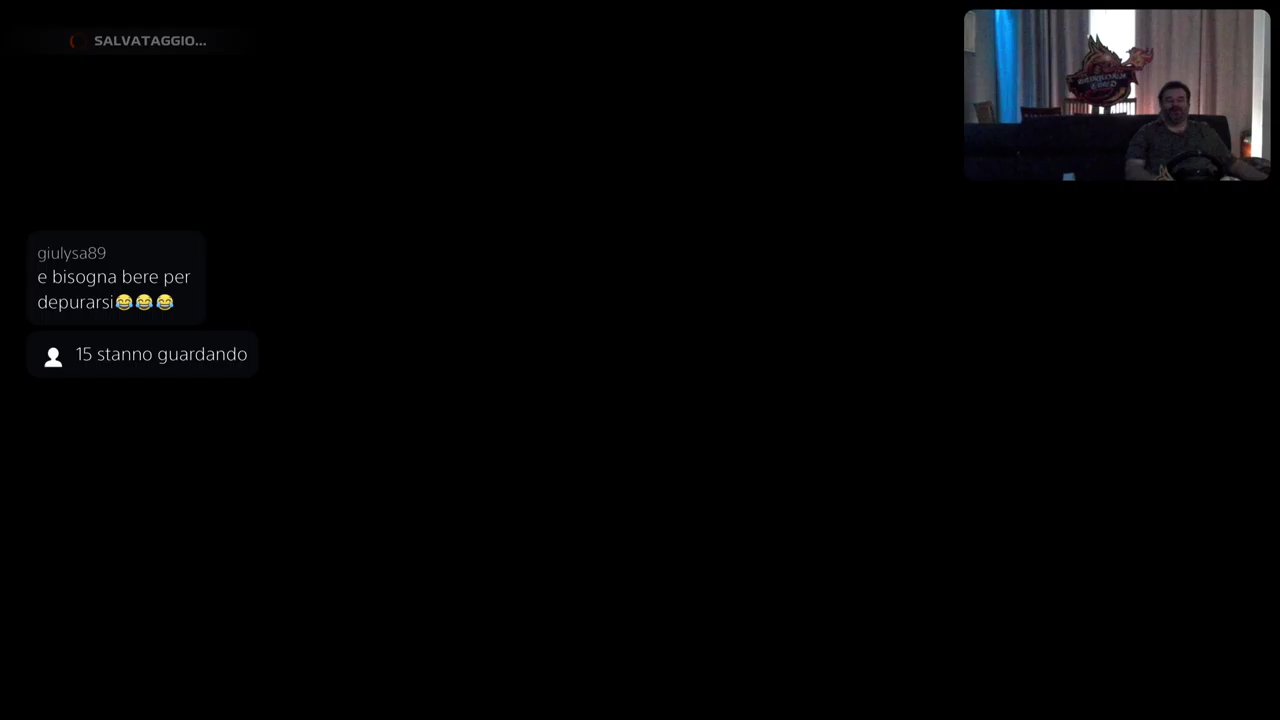 SALVATAGGIO...
giulysa89
e bisogna bere per
depurarsi😂😂😂
15 stanno guardando